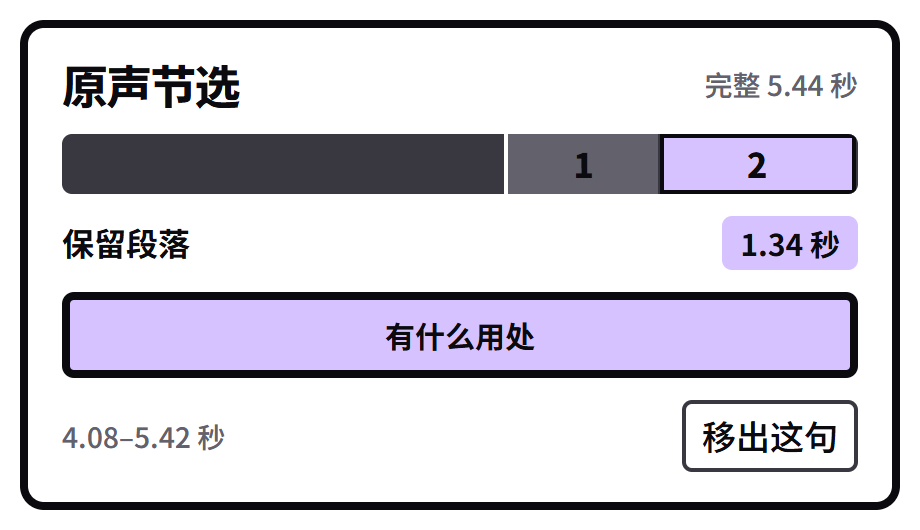 原声节选
完整 5.44 秒
1
2
保留段落
1.34 秒
有什么用处
4.08–5.42 秒
移出这句